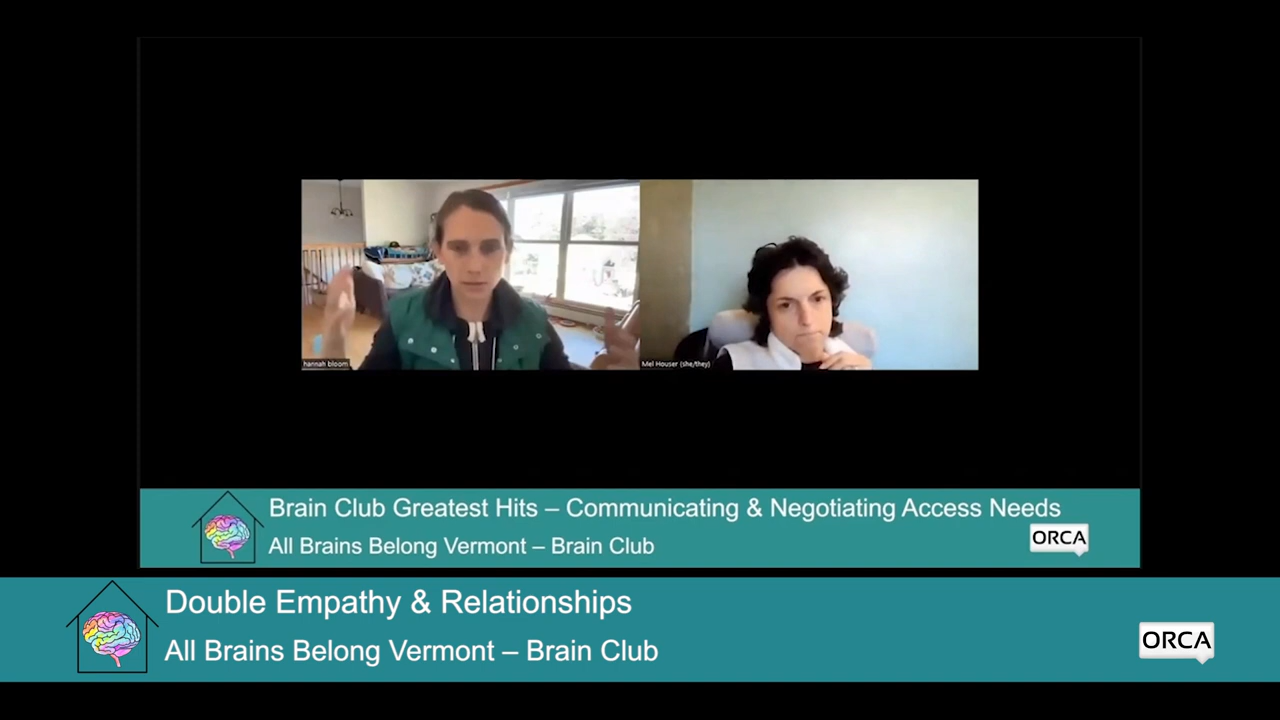 hannah bloom
Mel Houser (she/they)
Brain Club Greatest Hits – Communicating & Negotiating Access Needs
All Brains Belong Vermont – Brain Club
ORCA
Double Empathy & Relationships
All Brains Belong Vermont – Brain Club
ORCA